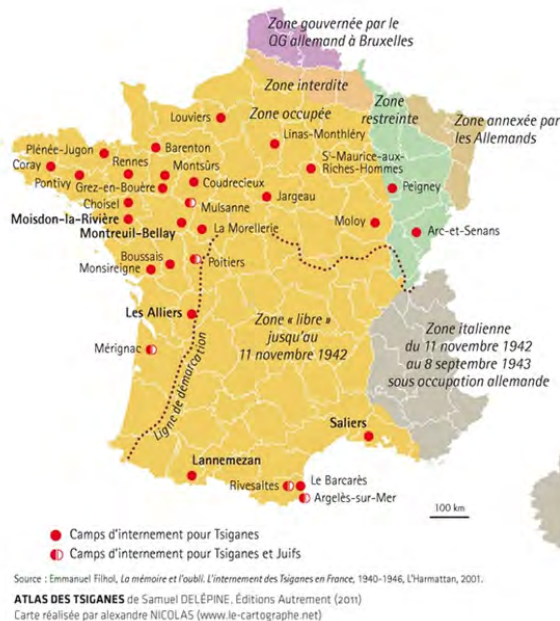 Zone gouvernée par le
QG allemand à Bruxelles
Zone interdite
Zone occupée
Zone
restreinte
Zone annexée par
les Allemands
Louviers
Linas-Monthléry
Plénée-Jugon
Barenton
Coray
Rennes
Montsûrs
St-Maurice-aux-
Riches-Hommes
Pontivy
Grez-en-Bouère
Coudrecieux
Peigney
Choisel
Mulsanne
Jargeau
Moisdon-la-Rivière
Montreuil-Bellay
La Morellerie
Moloy
Arc-et-Senans
Boussais
Monsireigne
Poitiers
Les Alliers
Zone « libre »
jusqu'au
11 novembre 1942
Zone italienne
du 11 novembre 1942
au 8 septembre 1943
sous occupation allemande
Mérignac
Ligne de démarcation
Saliers
Lannemezan
Rivesaltes
Le Barcarès
Argelès-sur-Mer
100 km
Camps d'internement pour Tsiganes
Camps d'internement pour Tsiganes et Juifs
Source : Emmanuel Filhol, La mémoire et l'oubli. L'internement des Tsiganes en France, 1940-1946, L'Harmattan, 2001.
ATLAS DES TSIGANES de Samuel DELÉPINE, Éditions Autrement (2011)
Carte réalisée par alexandre NICOLAS (www.le-cartographe.net)